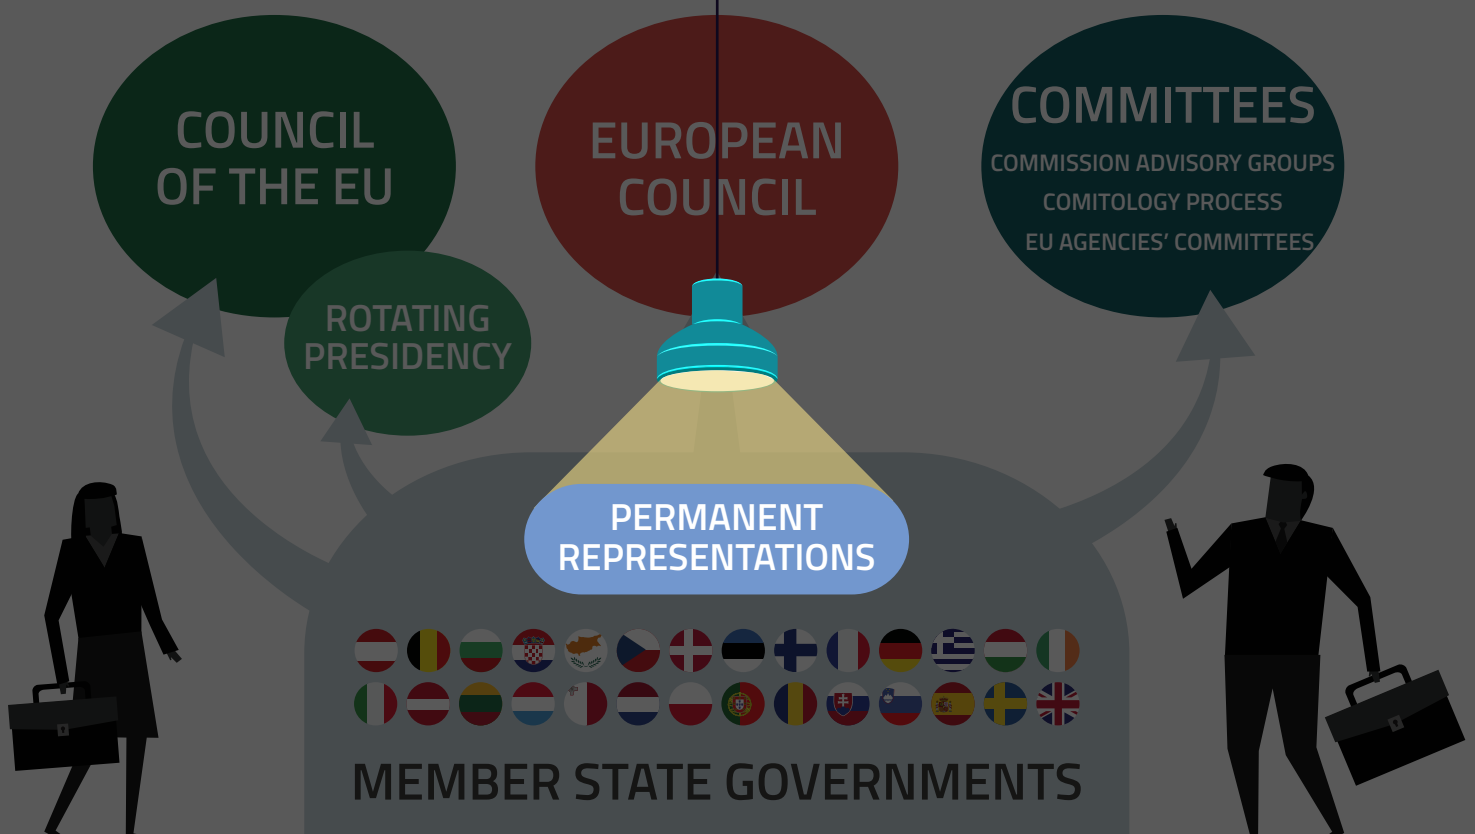 COUNCIL
OF THE EU
ROTATING
PRESIDENCY
EUROPEAN
COUNCIL
COMMITTEES
COMMISSION ADVISORY GROUPS
COMITOLOGY PROCESS
EU AGENCIES’ COMMITTEES
PERMANENT
REPRESENTATIONS
MEMBER STATE GOVERNMENTS